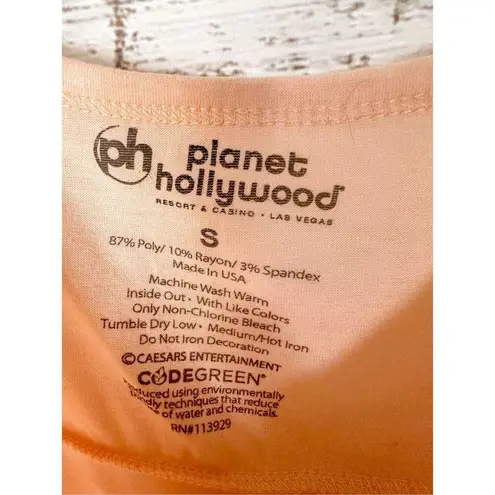 ph planet
hollywood
RESORT & CASINO • LAS VEGAS
S
87% Poly/ 10% Rayon/ 3% Spandex
Made In USA
Machine Wash Warm
Inside Out • With Like Colors
Only Non-Chlorine Bleach
Tumble Dry Low • Medium/Hot Iron
Do Not Iron Decoration
© CAESARS ENTERTAINMENT
CODEGREEN®
Produced using environmentally
friendly techniques that reduce
of water and chemicals.
RN#113929